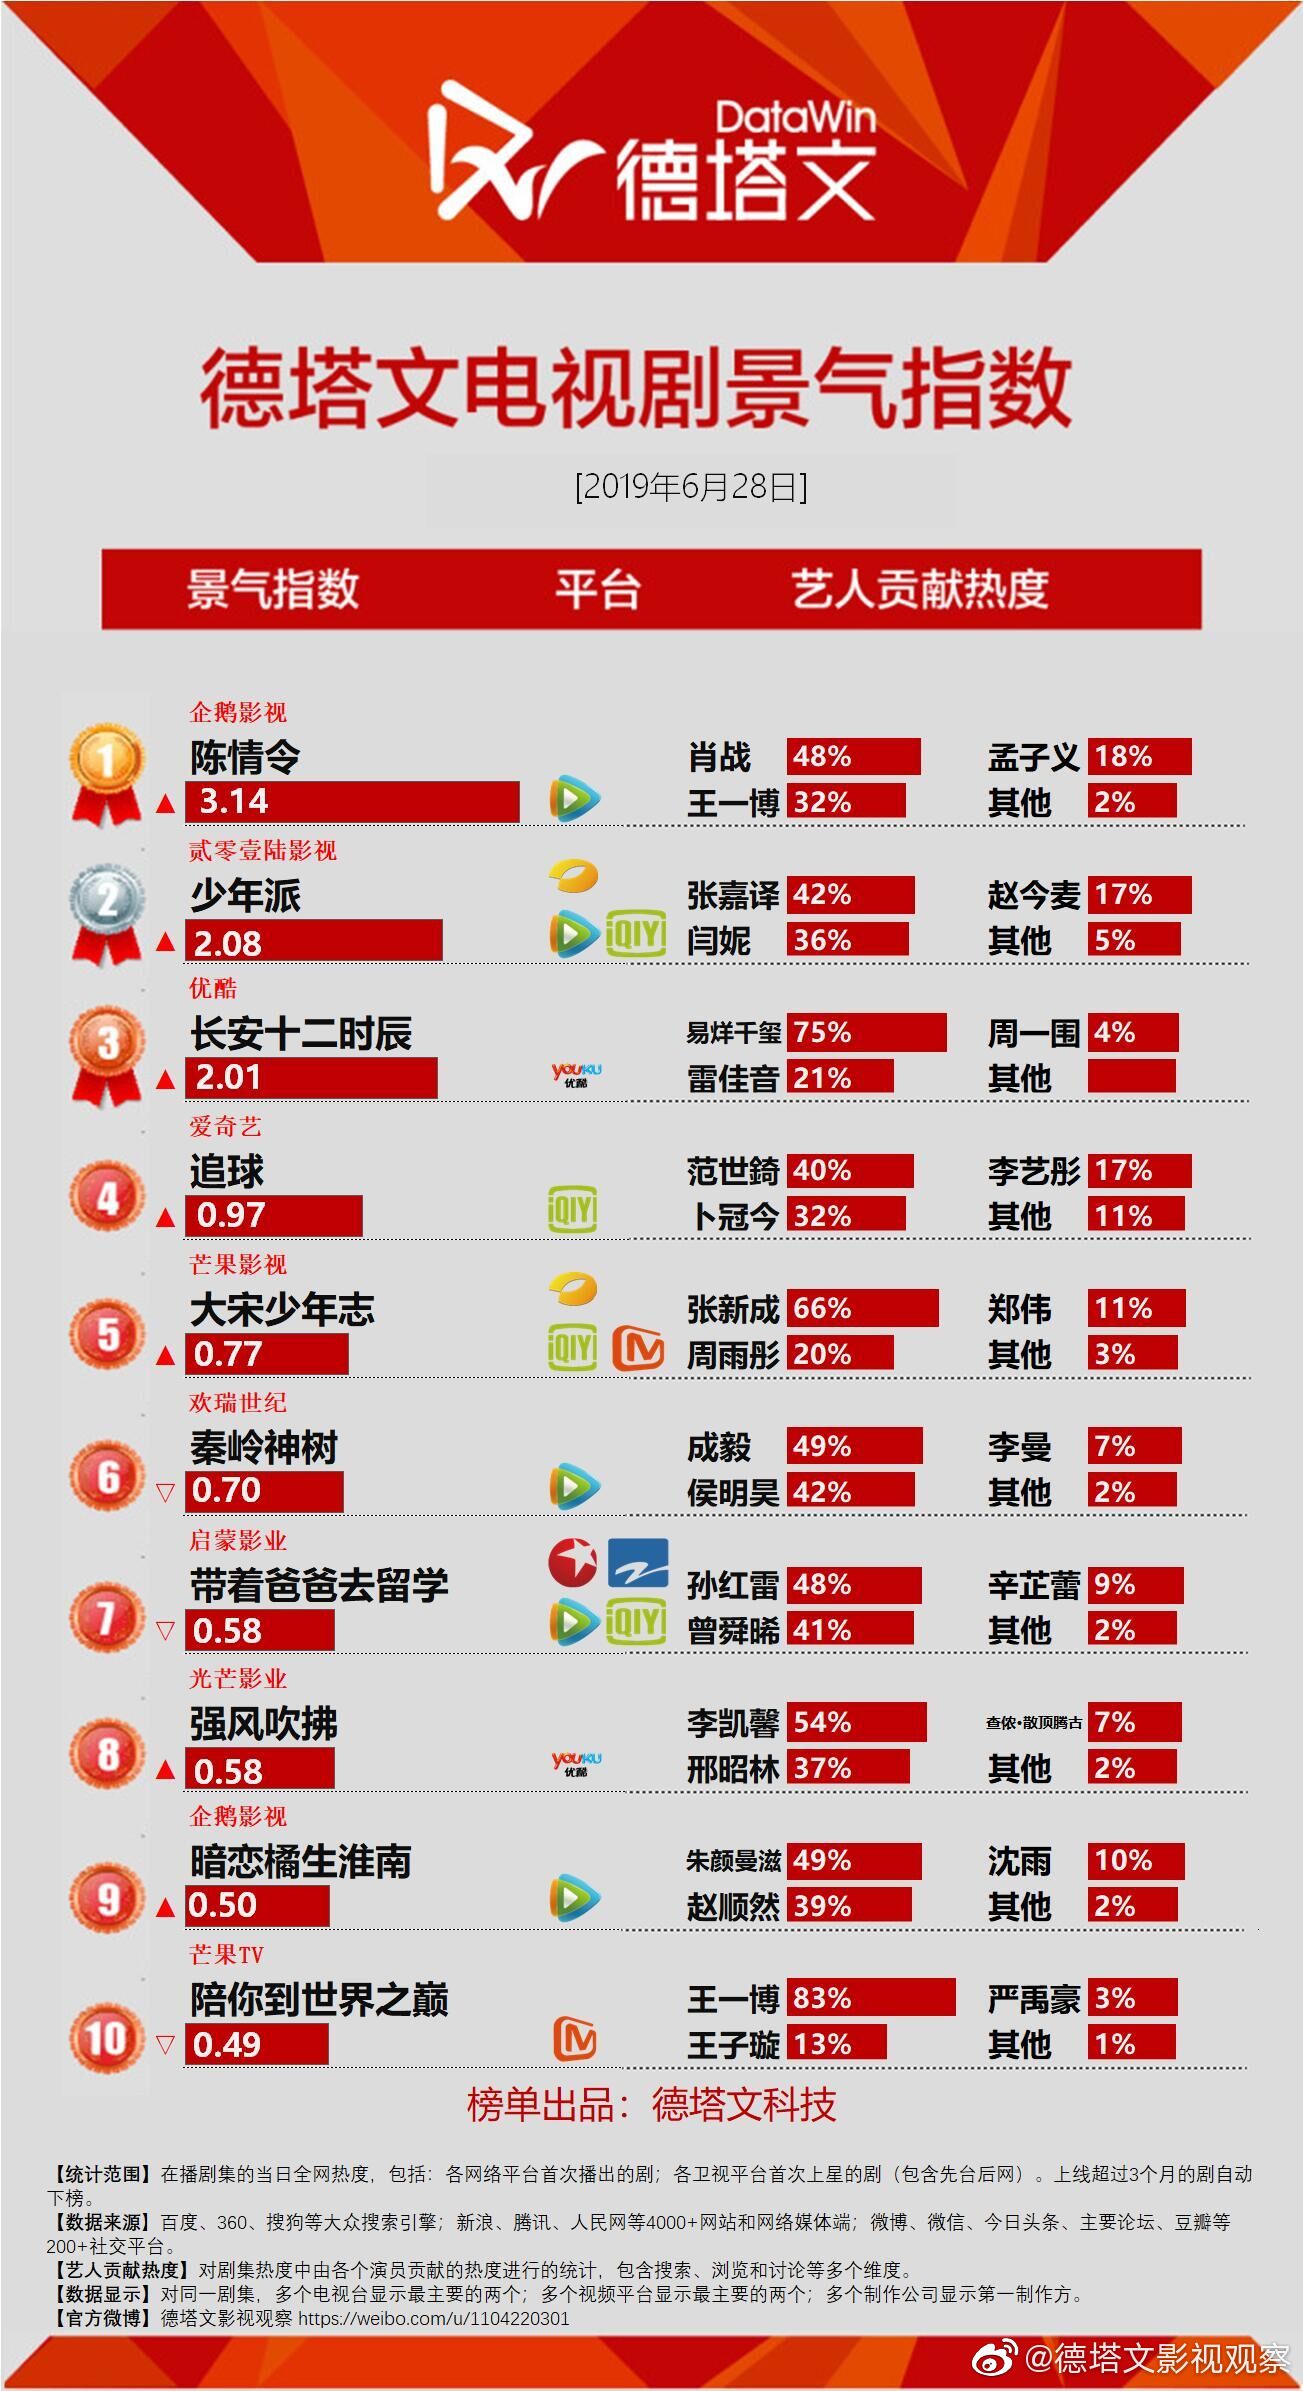 DataWin
德塔文
德塔文电视剧景气指数
[2019年6月28日]
景气指数 平台 艺人贡献热度
企鹅影视
1 陈情令 肖战 48% 孟子义 18%
▲ 3.14 王一博 32% 其他 2%
贰零壹陆影视
2 少年派 张嘉译 42% 赵今麦 17%
▲ 2.08 iQIYI 闫妮 36% 其他 5%
优酷
3 长安十二时辰 易烊千玺 75% 周一围 4%
▲ 2.01 YOUKU 优酷 雷佳音 21% 其他
爱奇艺
4 追球 范世錡 40% 李艺彤 17%
▲ 0.97 iQIYI 卜冠今 32% 其他 11%
芒果影视
5 大宋少年志 张新成 66% 郑伟 11%
▲ 0.77 iQIYI 周雨彤 20% 其他 3%
欢瑞世纪
6 秦岭神树 成毅 49% 李曼 7%
▽ 0.70 侯明昊 42% 其他 2%
启蒙影业
7 带着爸爸去留学 孙红雷 48% 辛芷蕾 9%
▽ 0.58 iQIYI 曾舜晞 41% 其他 2%
光芒影业
8 强风吹拂 李凯馨 54% 查侬·散顶腾古 7%
▲ 0.58 YOUKU 优酷 邢昭林 37% 其他 2%
企鹅影视
9 暗恋橘生淮南 朱颜曼滋 49% 沈雨 10%
▲ 0.50 赵顺然 39% 其他 2%
芒果TV
10 陪你到世界之巅 王一博 83% 严禹豪 3%
▽ 0.49 王子璇 13% 其他 1%
榜单出品：德塔文科技
【统计范围】在播剧集的当日全网热度，包括：各网络平台首次播出的剧；各卫视平台首次上星的剧（包含先台后网）。上线超过3个月的剧自动
下榜。
【数据来源】百度、360、搜狗等大众搜索引擎；新浪、腾讯、人民网等4000+网站和网络媒体端；微博、微信、今日头条、主要论坛、豆瓣等
200+社交平台。
【艺人贡献热度】对剧集热度中由各个演员贡献的热度进行的统计，包含搜索、浏览和讨论等多个维度。
【数据显示】对同一剧集，多个电视台显示最主要的两个；多个视频平台显示最主要的两个；多个制作公司显示第一制作方。
【官方微博】德塔文影视观察 https://weibo.com/u/1104220301
@德塔文影视观察